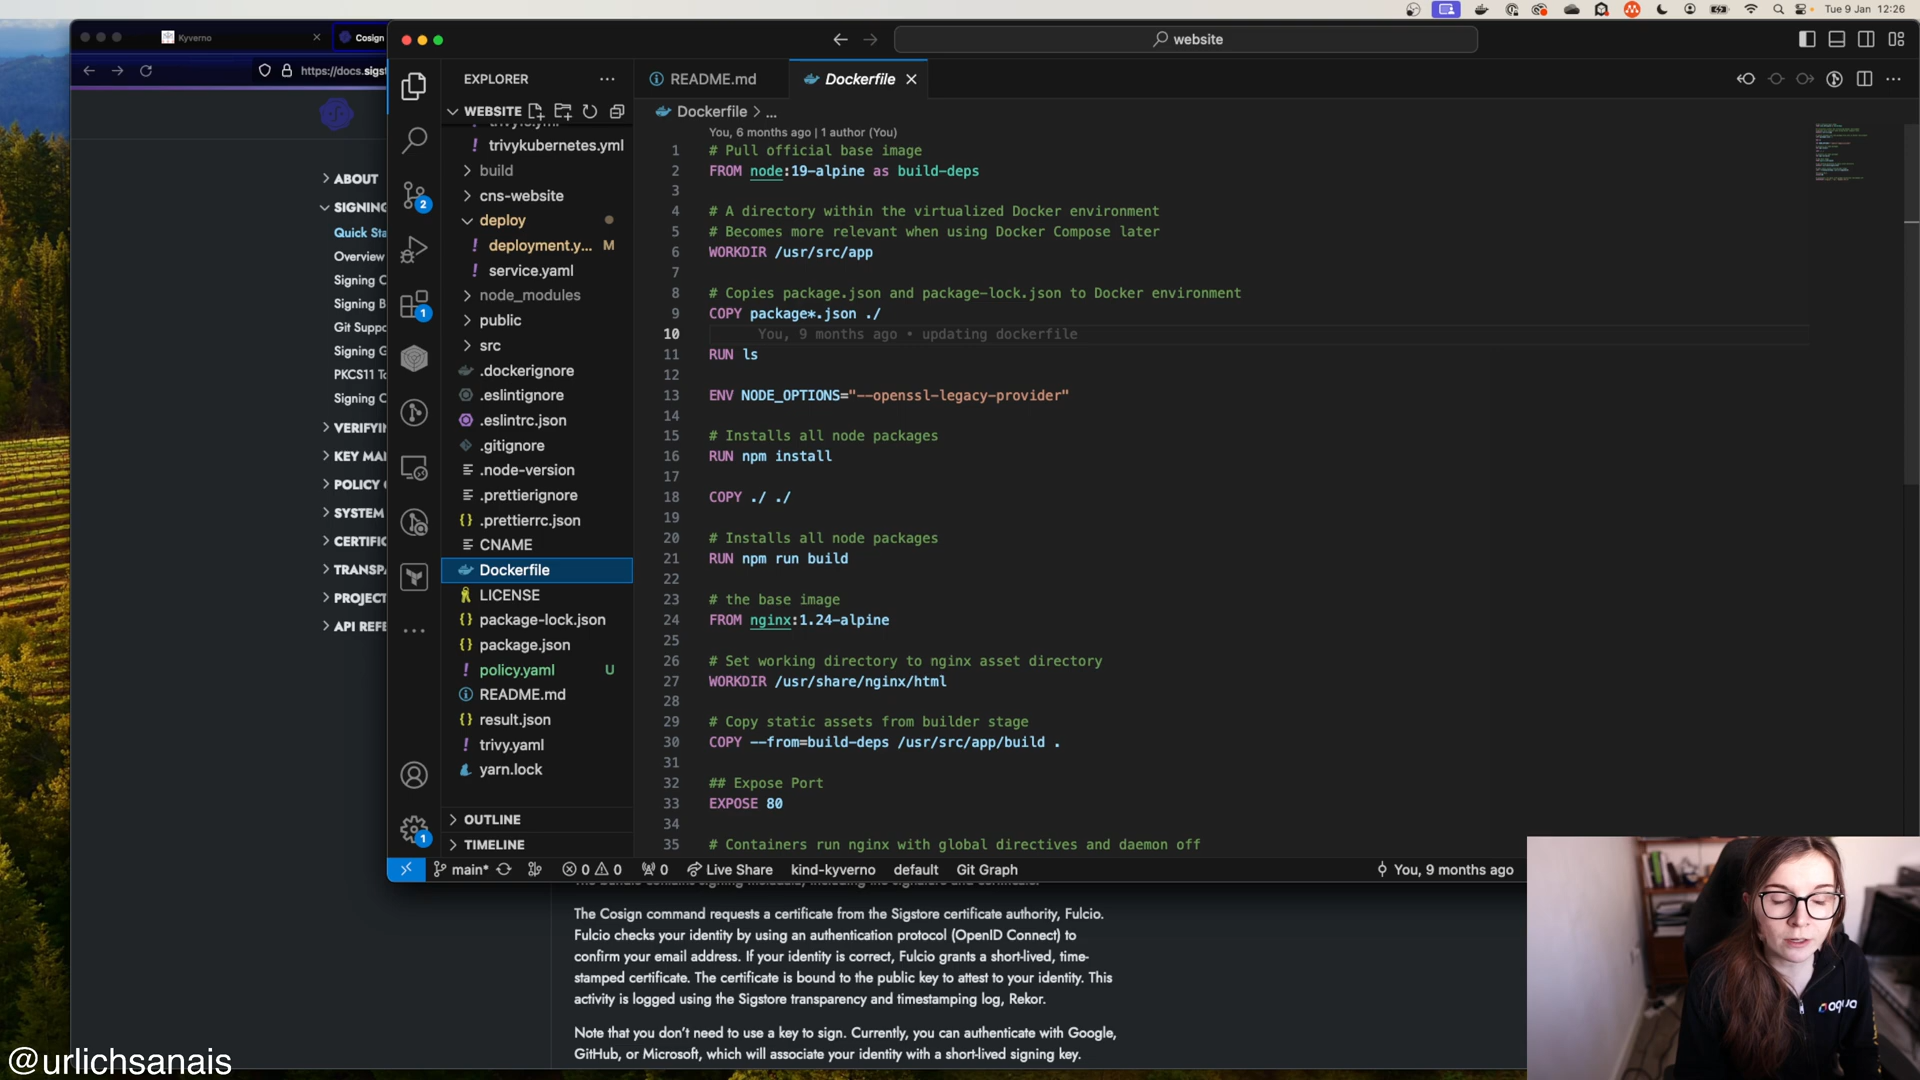 Tue 9 Jan 12:26
Kyverno
Cosign
https://docs.sigst
website
ABOUT
SIGNING
Quick Sta
Overview
Signing C
Signing B
Git Suppo
Signing G
PKCS11 To
Signing C
VERIFYIN
KEY MAN
POLICY C
SYSTEM
CERTIFIC
TRANSPA
PROJECT
API REFE
EXPLORER
WEBSITE
trivykubernetes.yml
build
cns-website
deploy
deployment.y... M
service.yaml
node_modules
public
src
.dockerignore
.eslintignore
.eslintrc.json
.gitignore
.node-version
.prettierignore
.prettierrc.json
CNAME
Dockerfile
LICENSE
package-lock.json
package.json
policy.yaml U
README.md
result.json
trivy.yaml
yarn.lock
OUTLINE
TIMELINE
2
1
1
README.md
Dockerfile
Dockerfile > ...
You, 6 months ago | 1 author (You)
1 # Pull official base image
2 FROM node:19-alpine as build-deps
3
4 # A directory within the virtualized Docker environment
5 # Becomes more relevant when using Docker Compose later
6 WORKDIR /usr/src/app
7
8 # Copies package.json and package-lock.json to Docker environment
9 COPY package*.json ./
10 You, 9 months ago • updating dockerfile
11 RUN ls
12
13 ENV NODE_OPTIONS="--openssl-legacy-provider"
14
15 # Installs all node packages
16 RUN npm install
17
18 COPY ./ ./
19
20 # Installs all node packages
21 RUN npm run build
22
23 # the base image
24 FROM nginx:1.24-alpine
25
26 # Set working directory to nginx asset directory
27 WORKDIR /usr/share/nginx/html
28
29 # Copy static assets from builder stage
30 COPY --from=build-deps /usr/src/app/build .
31
32 ## Expose Port
33 EXPOSE 80
34
35 # Containers run nginx with global directives and daemon off
main* 0 0 0 Live Share kind-kyverno default Git Graph You, 9 months ago
The Cosign command requests a certificate from the Sigstore certificate authority, Fulcio.
Fulcio checks your identity by using an authentication protocol (OpenID Connect) to
confirm your email address. If your identity is correct, Fulcio grants a short-lived, time-
stamped certificate. The certificate is bound to the public key to attest to your identity. This
activity is logged using the Sigstore transparency and timestamping log, Rekor.
Note that you don't need to use a key to sign. Currently, you can authenticate with Google,
GitHub, or Microsoft, which will associate your identity with a short-lived signing key.
aqua
@urlichsanais